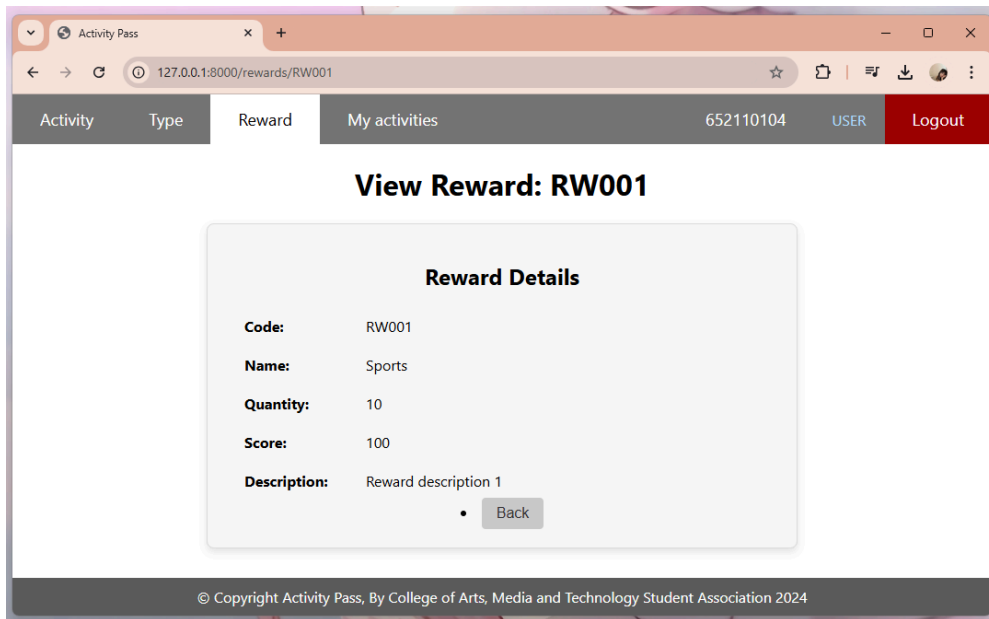 Activity Pass
127.0.0.1:8000/rewards/RW001
Activity Type Reward My activities 652110104 USER Logout
View Reward: RW001
Reward Details
Code: RW001
Name: Sports
Quantity: 10
Score: 100
Description: Reward description 1
• Back
© Copyright Activity Pass, By College of Arts, Media and Technology Student Association 2024